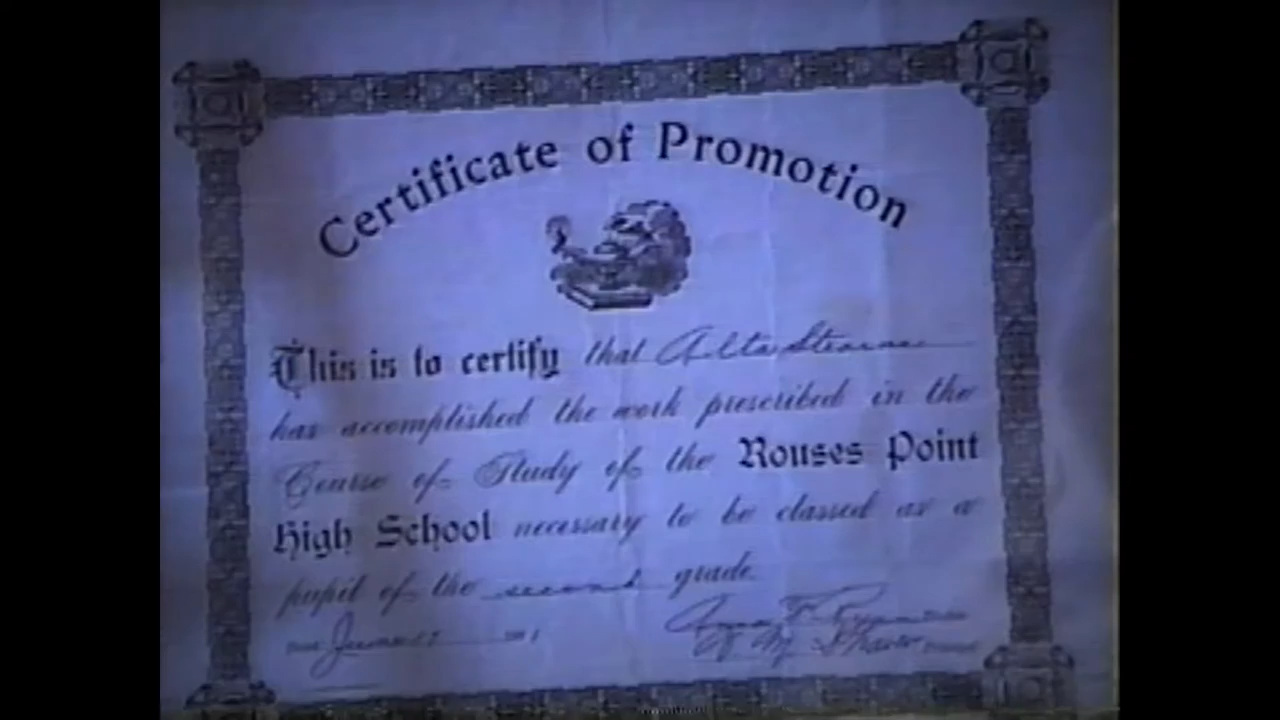 Certificate of Promotion
This is to certify that Alta Stearns
has accomplished the work prescribed in the
Course of Study of the Rouses Point
High School necessary to be classed as a
pupil of the second grade.
June